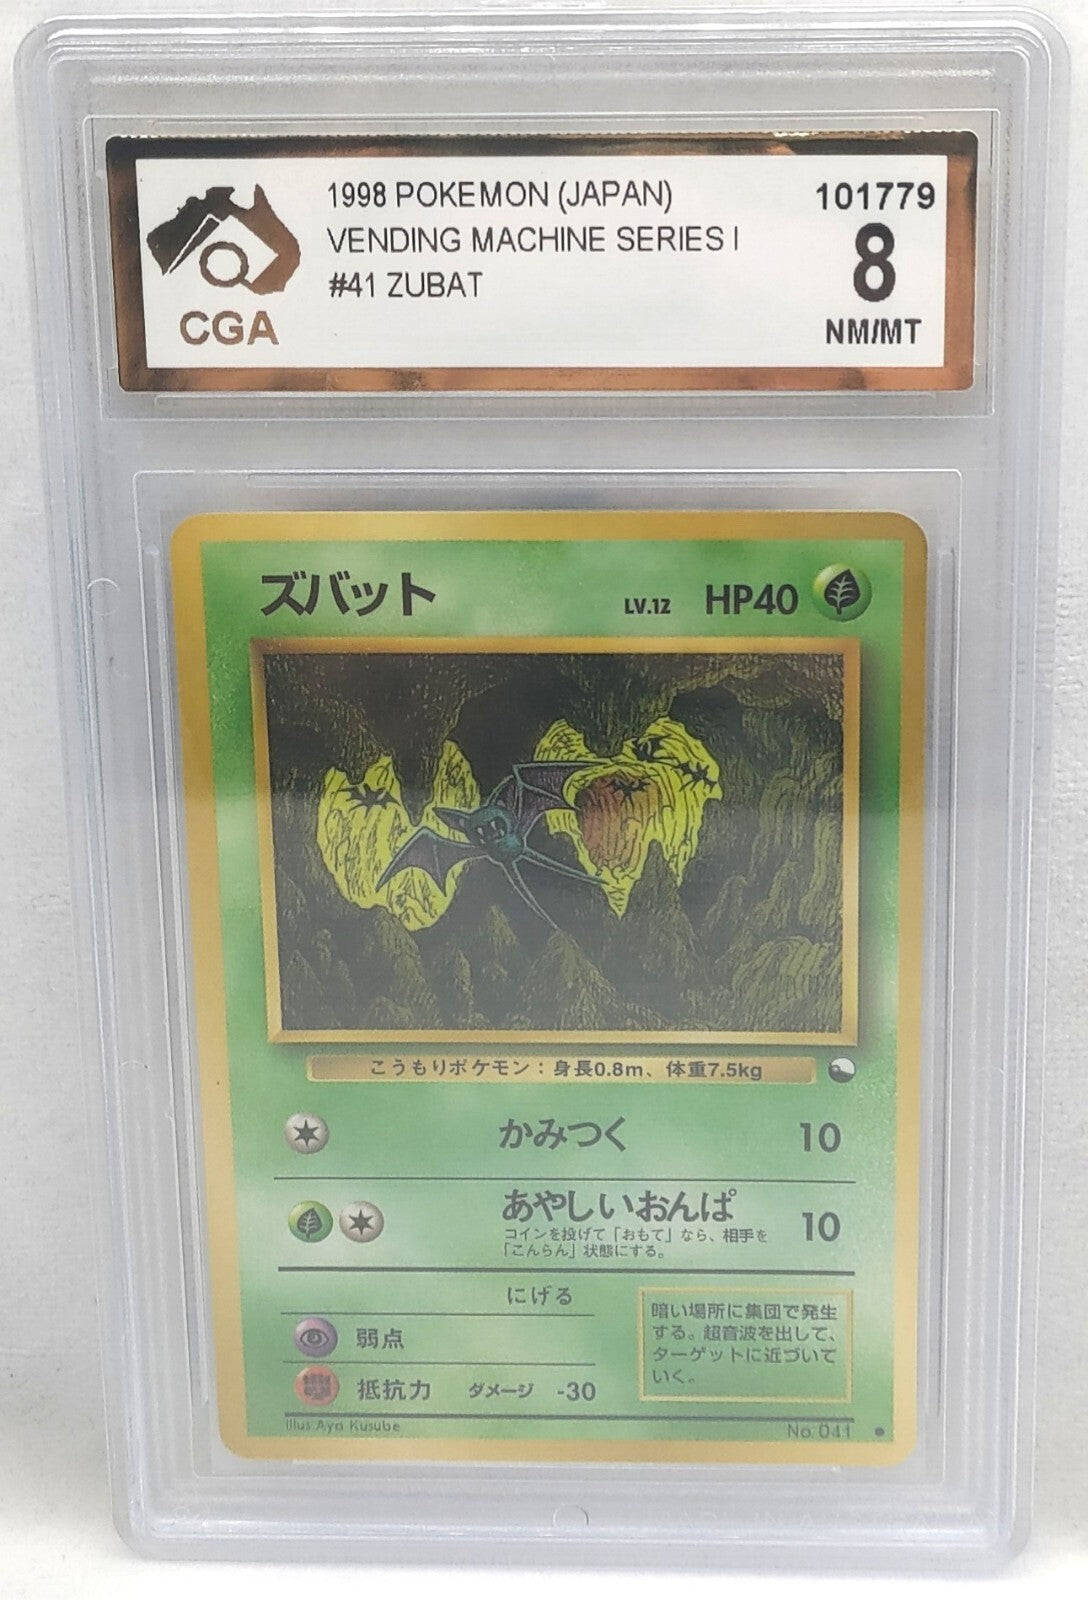 1998 POKEMON (JAPAN)
VENDING MACHINE SERIES I
#41 ZUBAT
CGA
101779
8
NM/MT
ズバット
LV.12 HP40
こうもりポケモン：身長0.8m、体重7.5kg
かみつく 10
あやしいおんぱ 10
コインを投げて「おもて」なら、相手を
「こんらん」状態にする。
にげる
弱点
抵抗力 ダメージ -30
暗い場所に集団で発生
する。超音波を出して、
ターゲットに近づいて
いく。
Illus.Aya Kusube
No.041 ●